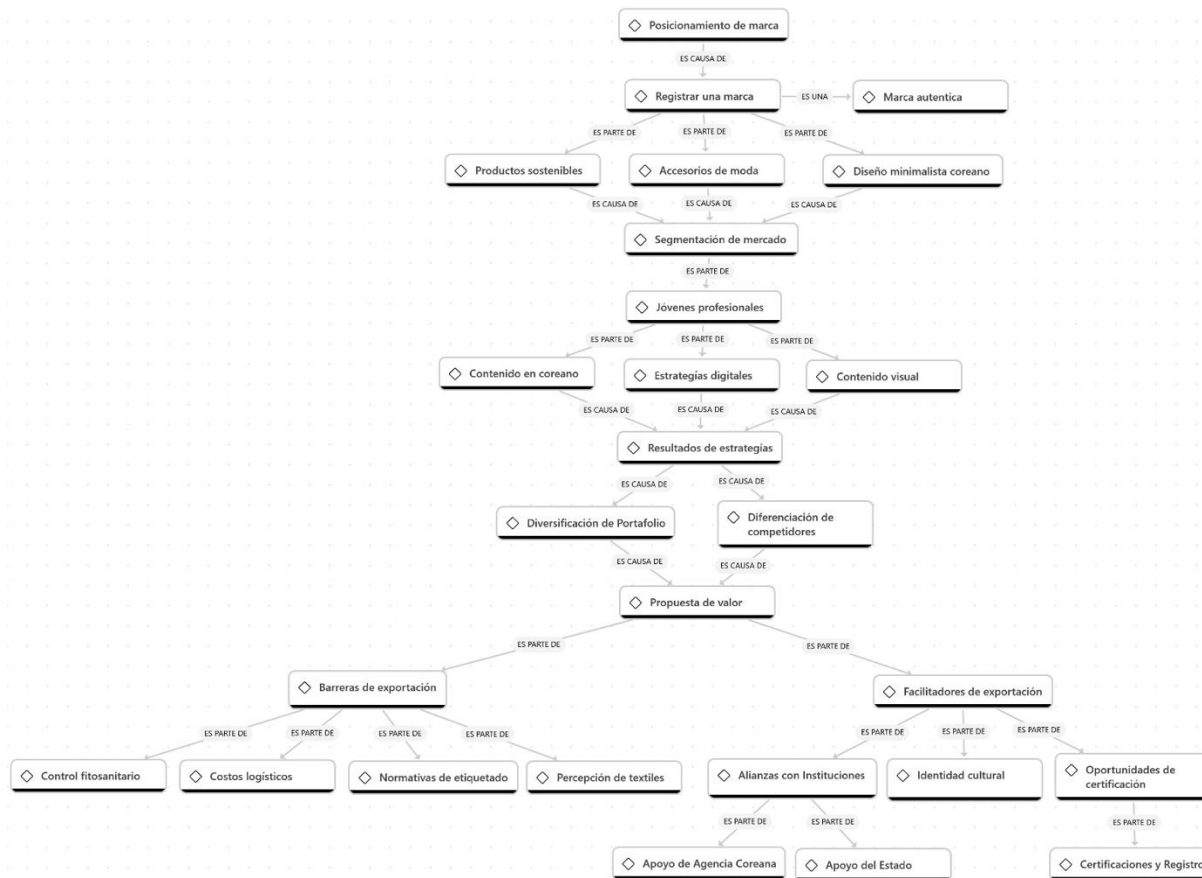 Posicionamiento de marca
ES CAUSA DE
Registrar una marca
ES UNA
Marca autentica
ES PARTE DE
ES PARTE DE
ES PARTE DE
Productos sostenibles
Accesorios de moda
Diseño minimalista coreano
ES CAUSA DE
ES CAUSA DE
ES CAUSA DE
Segmentación de mercado
ES PARTE DE
Jóvenes profesionales
ES PARTE DE
ES PARTE DE
ES PARTE DE
Contenido en coreano
Estrategías digitales
Contenido visual
ES CAUSA DE
ES CAUSA DE
ES CAUSA DE
Resultados de estrategías
ES CAUSA DE
ES CAUSA DE
Diversificación de Portafolio
Diferenciación de
competidores
ES CAUSA DE
ES CAUSA DE
Propuesta de valor
ES PARTE DE
ES PARTE DE
Barreras de exportación
Facilitadores de exportación
ES PARTE DE
ES PARTE DE
ES PARTE DE
ES PARTE DE
ES PARTE DE
ES PARTE DE
ES PARTE DE
Control fitosanitario
Costos logísticos
Normativas de etiquetado
Percepción de textiles
Alianzas con Instituciones
Identidad cultural
Oportunidades de
certificación
ES PARTE DE
ES PARTE DE
ES PARTE DE
Apoyo de Agencia Coreana
Apoyo del Estado
Certificaciones y Registro